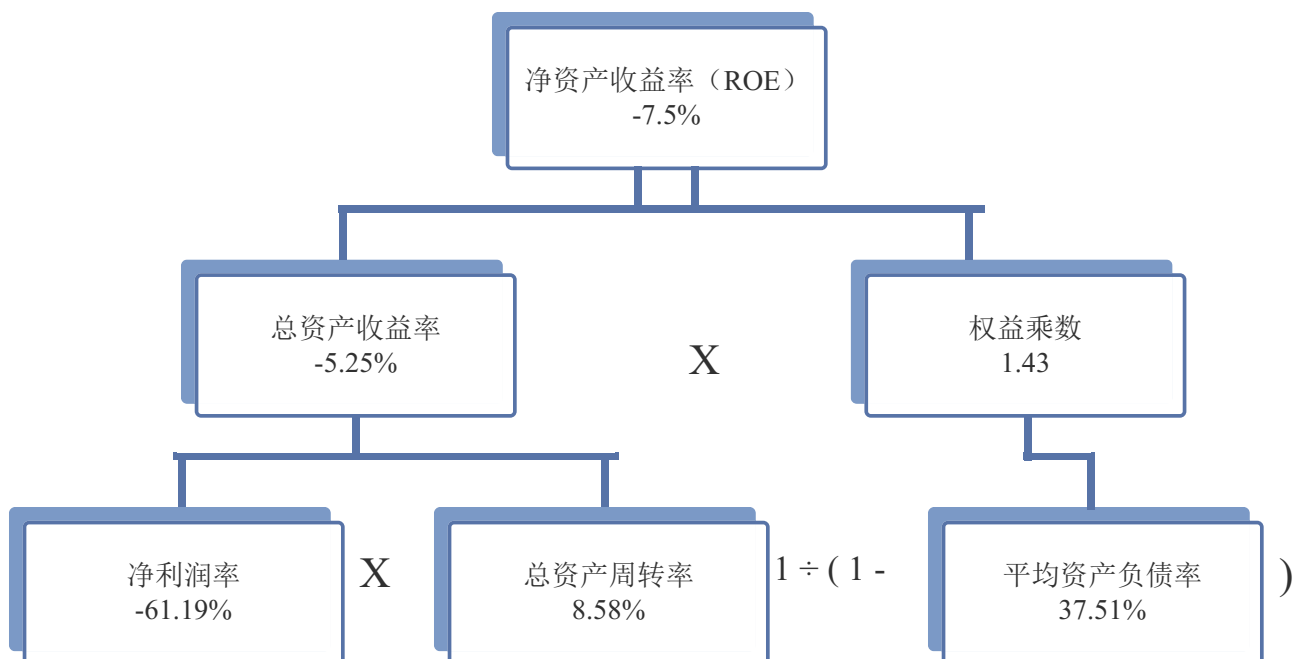 净资产收益率（ROE）
-7.5%
总资产收益率
-5.25%
X
权益乘数
1.43
净利润率
-61.19%
X
总资产周转率
8.58%
1 ÷ ( 1 -
平均资产负债率
37.51%
)